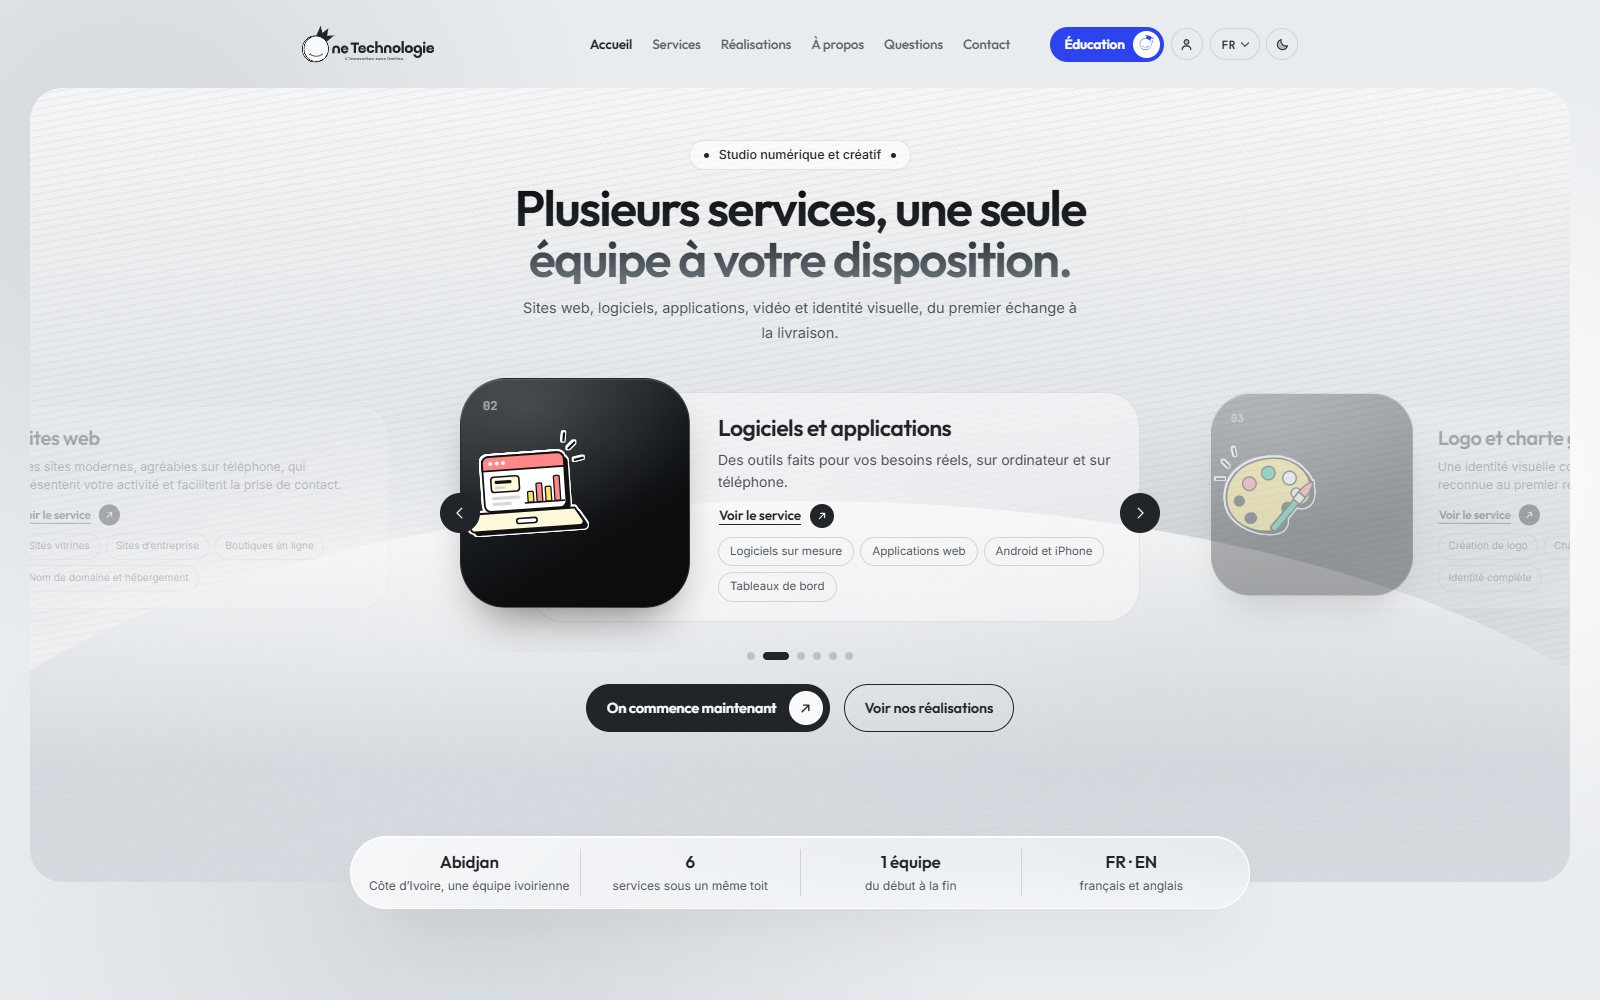 ne Technologie
L'innovation sans limites.
Accueil
Services
Réalisations
À propos
Questions
Contact
Éducation
FR
Studio numérique et créatif
Plusieurs services, une seule
équipe à votre disposition.
Sites web, logiciels, applications, vidéo et identité visuelle, du premier échange à
la livraison.
ites web
es sites modernes, agréables sur téléphone, qui
ésentent votre activité et facilitent la prise de contact.
oir le service
Sites vitrines
Sites d'entreprise
Boutiques en ligne
Nom de domaine et hébergement
02
Logiciels et applications
Des outils faits pour vos besoins réels, sur ordinateur et sur
téléphone.
Voir le service
Logiciels sur mesure
Applications web
Android et iPhone
Tableaux de bord
03
Logo et charte
Une identité visuelle
reconnue au premier
Voir le service
Création de logo
Identité complète
On commence maintenant
Voir nos réalisations
Abidjan
Côte d'Ivoire, une équipe ivoirienne
6
services sous un même toit
1 équipe
du début à la fin
FR · EN
français et anglais